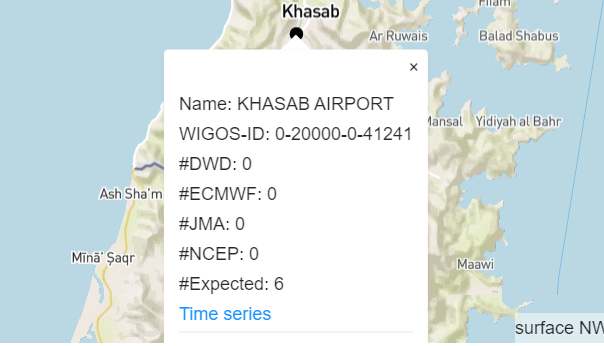 Khasab
Ar Ruwais
Balad Shabus
×
Name: KHASAB AIRPORT
WIGOS-ID: 0-20000-0-41241
Yidiyah al Bahr
#DWD: 0
#ECMWF: 0
Ash Sha'm
#JMA: 0
#NCEP: 0
Mīnā' Şaqr
Maawi
#Expected: 6
Time series
surface NW